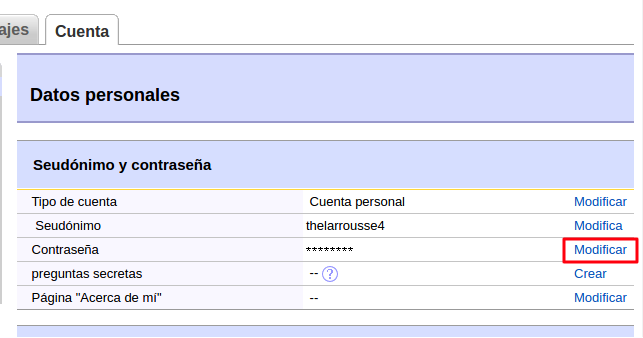 ajes Cuenta
Datos personales
Seudónimo y contraseña
Tipo de cuenta Cuenta personal Modificar
Seudónimo thelarrousse4 Modifica
Contraseña ******** Modificar
preguntas secretas -- ? Crear
Página "Acerca de mí" -- Modificar